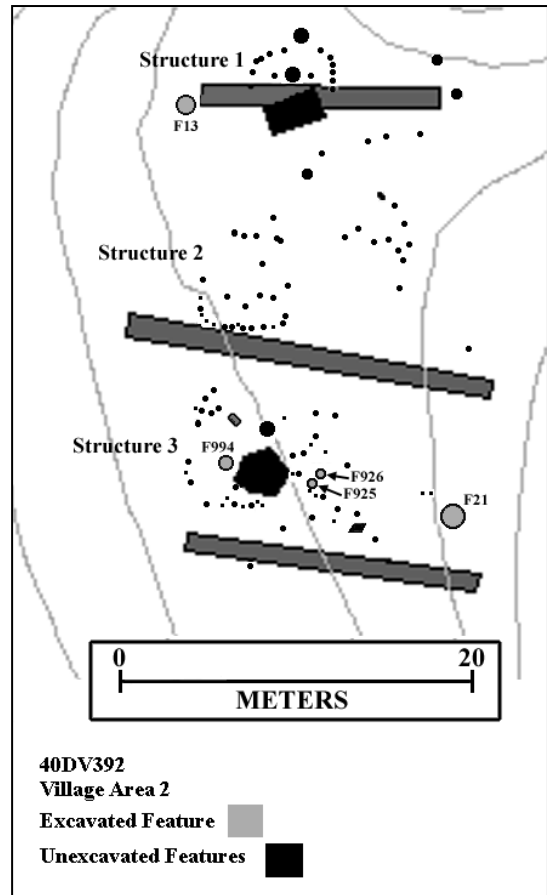 Structure 1
F13
Structure 2
Structure 3
F994
F926
F925
F21
0 20
METERS
40DV392
Village Area 2
Excavated Feature
Unexcavated Features